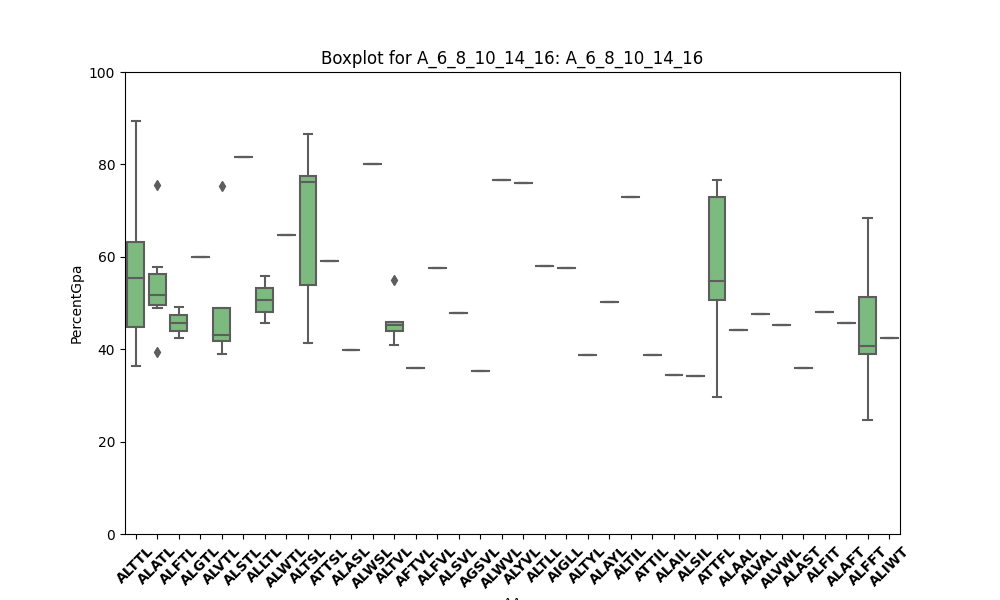 Boxplot for A_6_8_10_14_16: A_6_8_10_14_16
PercentGpa
100
80
60
40
20
0
ALTTL
ALATL
ALFTL
ALGTL
ALVTL
ALSTL
ALLTL
ALWTL
ALTSL
ATTSL
ALASL
ALWSL
ALTVL
AFTVL
ALFVL
ALSVL
AGSVL
ALWVL
ALYVL
ALTLL
AIGLL
ALTYL
ALAYL
ALTIL
ATTIL
ALAIL
ALSIL
ATTFL
ALAAL
ALVAL
ALVWL
ALAST
ALFIT
ALAFT
ALFFT
ALIWT